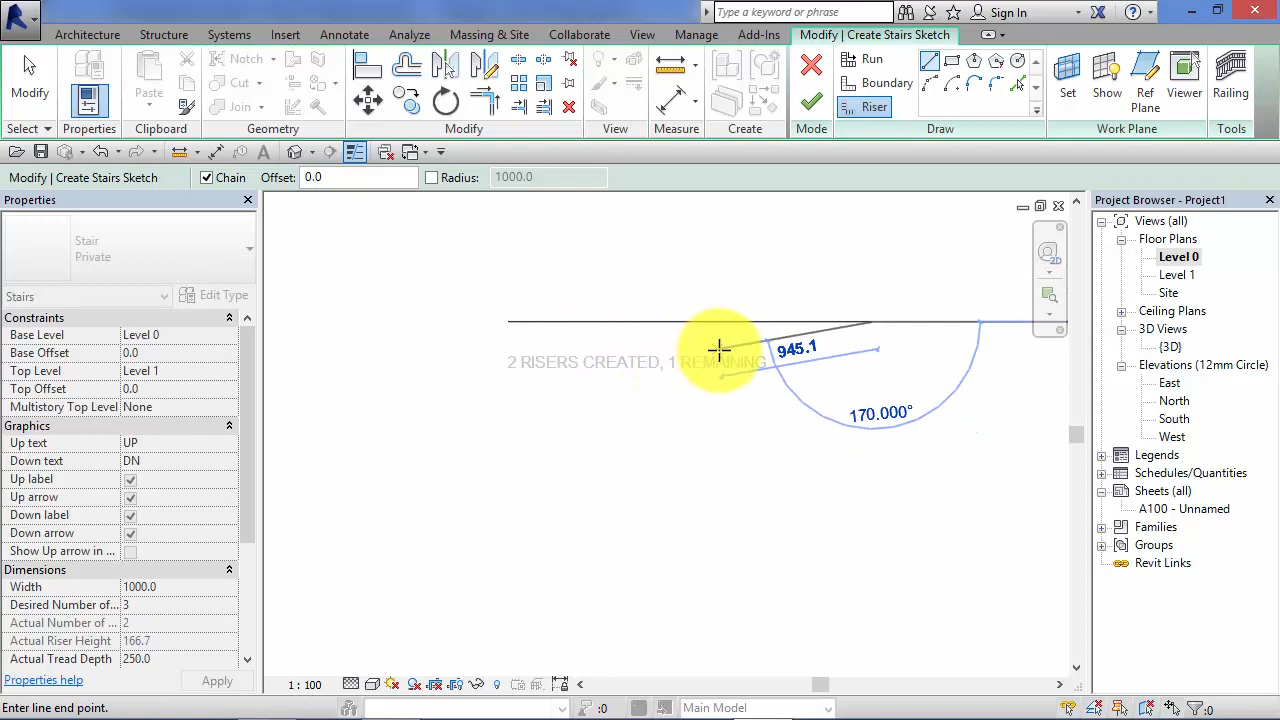 Type a keyword or phrase
Sign In
Architecture Structure Systems Insert Annotate Analyze Massing & Site Collaborate View Manage Add-Ins Modify | Create Stairs Sketch
Modify
Select
Properties
Paste
Clipboard
Notch
Cut
Join
Geometry
Modify
View
Measure
Create
Mode
Run
Boundary
Riser
Draw
Set
Show
Ref Plane
Viewer
Work Plane
Railing
Tools
Modify | Create Stairs Sketch
Chain Offset: 0.0
Radius: 1000.0
Properties
Stair
Private
Stairs
Edit Type
Constraints
Base Level Level 0
Base Offset 0.0
Top Level Level 1
Top Offset 0.0
Multistory Top Level None
Graphics
Up text UP
Down text DN
Up label
Up arrow
Down label
Down arrow
Show Up arrow in ...
Dimensions
Width 1000.0
Desired Number of... 3
Actual Number of... 2
Actual Riser Height 166.7
Actual Tread Depth 250.0
Properties help
Apply
2 RISERS CREATED, 1 REMAINING
945.1
170.000°
2D
Project Browser - Project1
Views (all)
Floor Plans
Level 0
Level 1
Site
Ceiling Plans
3D Views
{3D}
Elevations (12mm Circle)
East
North
South
West
Legends
Schedules/Quantities
Sheets (all)
A100 - Unnamed
Families
Groups
Revit Links
1 : 100
Enter line end point.
:0
Main Model
:0